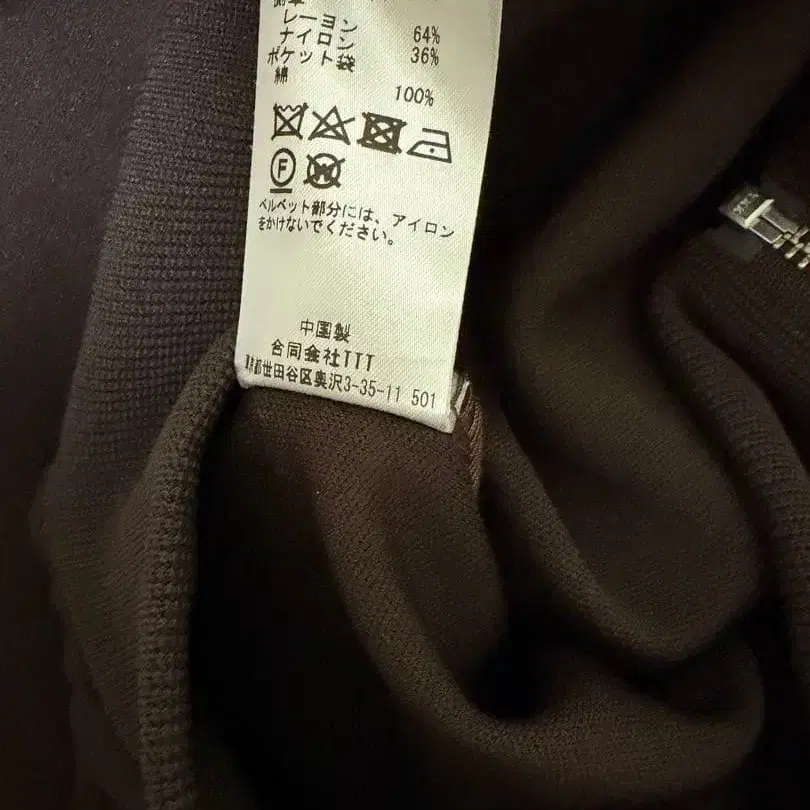 レーヨン 64%
ナイロン 36%
ポケット袋
綿 100%
F
W
ベルベット部分には、アイロン
をかけないでください。
中国製
合同会社TTT
都世田谷区奥沢3-35-11 501